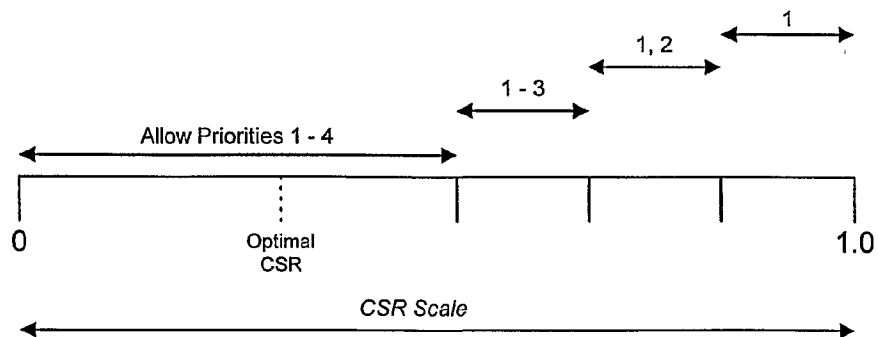 1
1, 2
1 - 3
Allow Priorities 1 - 4
0
Optimal
CSR
1.0
CSR Scale